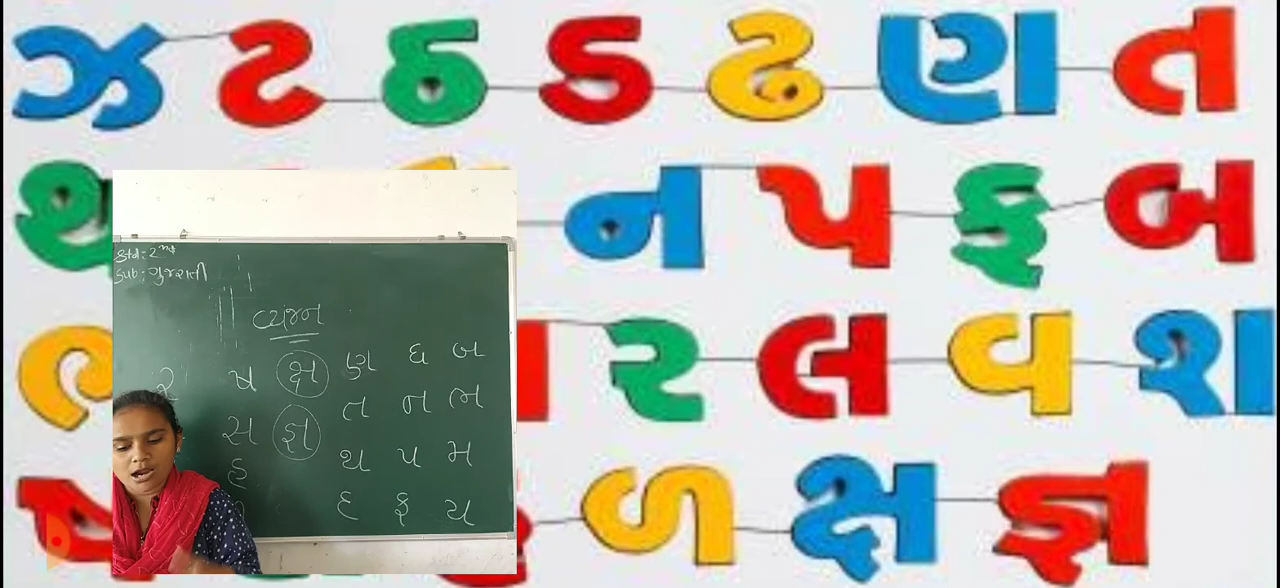 ઝ ટ ઠ ડ ઢ ણ ત
થ ન પ ફ બ
ર લ વ શ
ળ ક્ષ જ્ઞ
Std: 2nd
Sub: ગુજરાતી
વ્યંજન
ર ષ ક્ષ ણ ધ બ
સ જ્ઞ ત ન ભ
હ થ પ મ
દ ફ ય